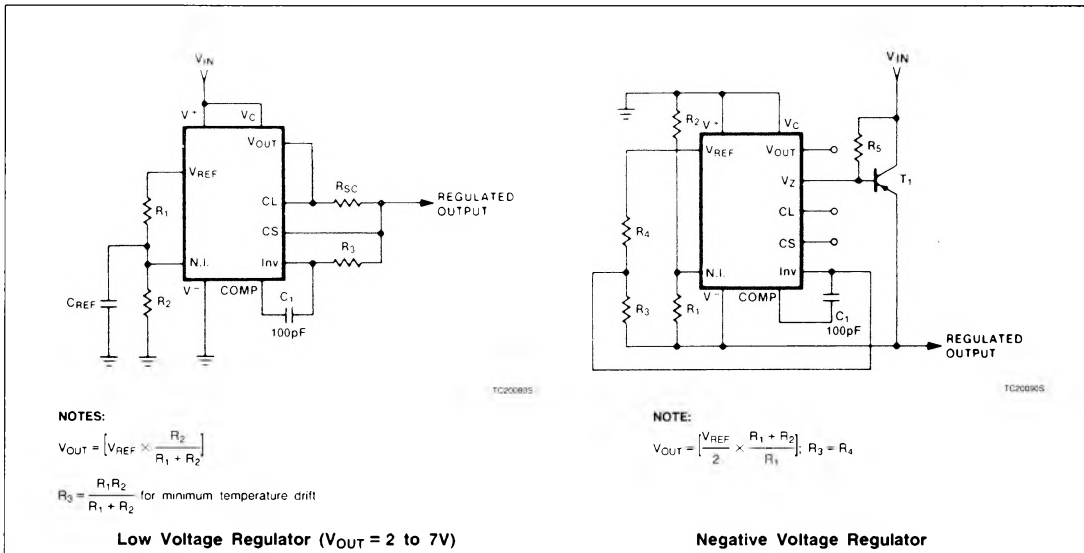 VIN
V+
VC
VOUT
VREF
RSC
CL
REGULATED
OUTPUT
R1
CS
R3
N.I.
Inv
CREF
R2
V−
COMP
C1
100pF
TC20080S
NOTES:
VOUT = [VREF × R2 / R1 + R2]
R3 = R1R2 / R1 + R2 for minimum temperature drift
Low Voltage Regulator (VOUT = 2 to 7V)
VIN
R2
V+
VC
VREF
VOUT
R5
VZ
T1
CL
R4
CS
N.I.
Inv
V−
COMP
R3
R1
C1
100pF
REGULATED
OUTPUT
TC20090S
NOTE:
VOUT = [VREF / 2 × R1 + R2 / R1]; R3 = R4
Negative Voltage Regulator